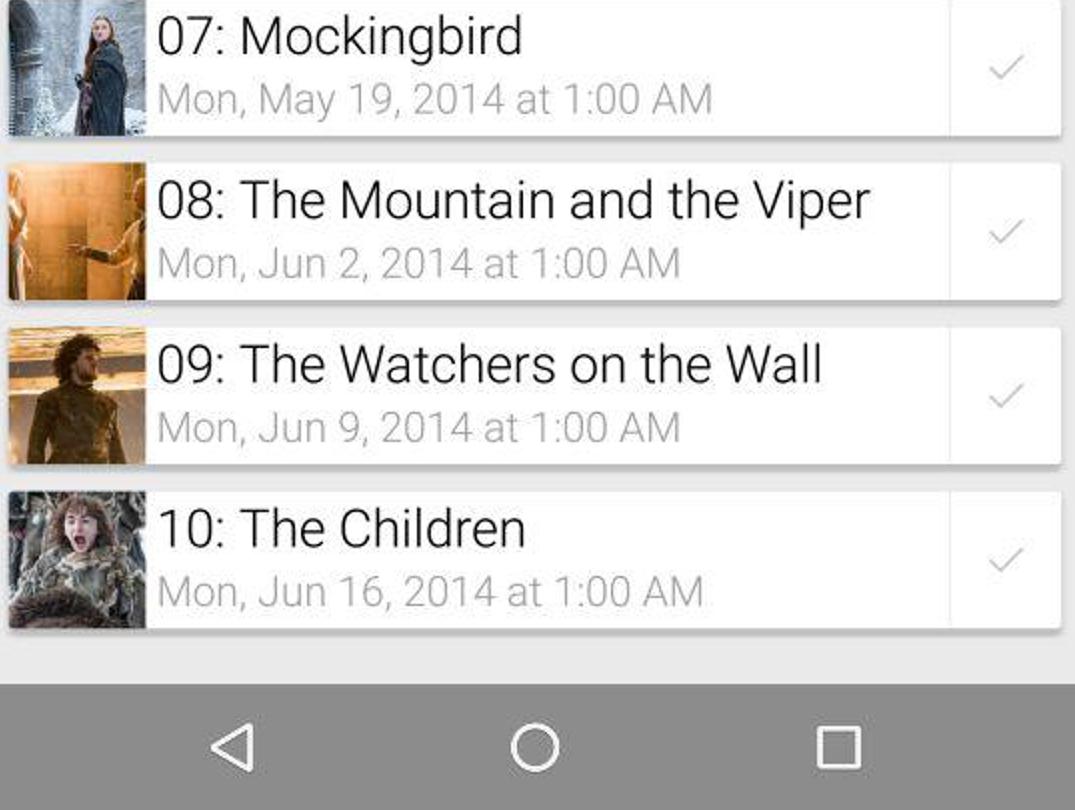 07: Mockingbird
Mon, May 19, 2014 at 1:00 AM
08: The Mountain and the Viper
Mon, Jun 2, 2014 at 1:00 AM
09: The Watchers on the Wall
Mon, Jun 9, 2014 at 1:00 AM
10: The Children
Mon, Jun 16, 2014 at 1:00 AM